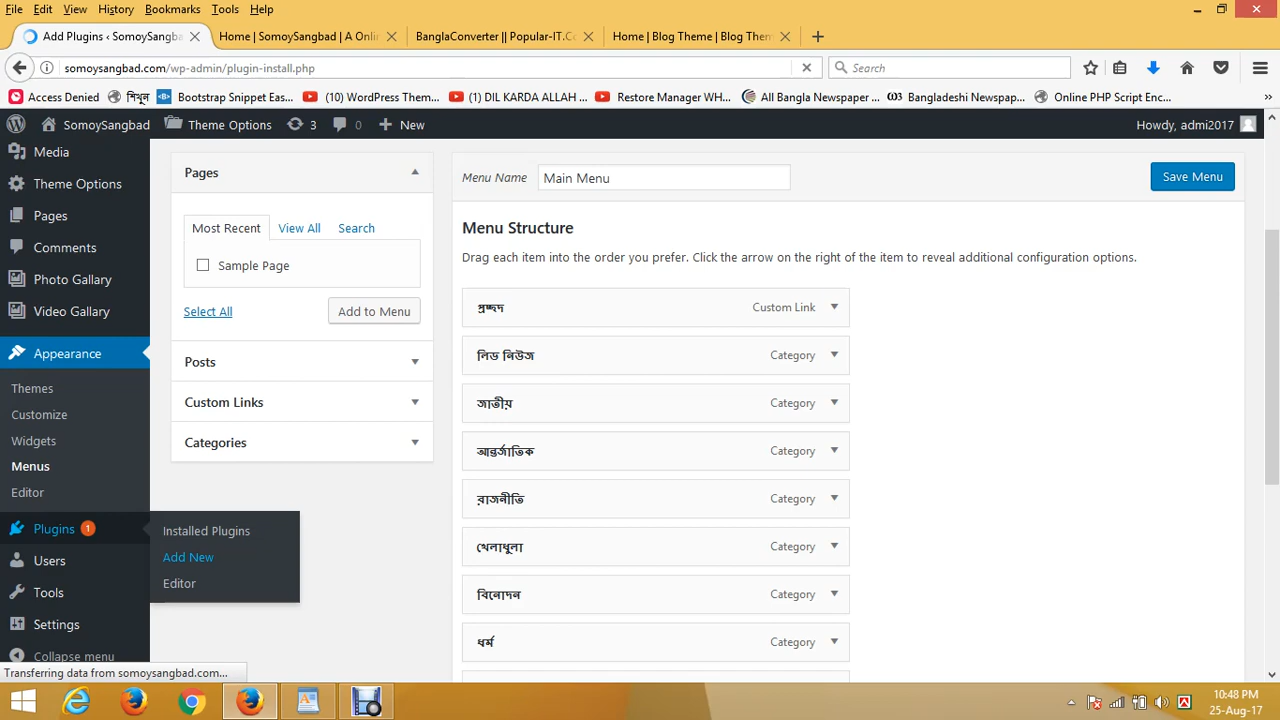 File Edit View History Bookmarks Tools Help
Add Plugins ‹ SomoySangba
Home | SomoySangbad | A Onli
BanglaConverter || Popular-IT.C
Home | Blog Theme | Blog Them
somoysangbad.com/wp-admin/plugin-install.php
Search
Access Denied
শিখুন
Bootstrap Snippet Eas...
(10) WordPress Them...
(1) DIL KARDA ALLAH ...
Restore Manager WH...
All Bangla Newspaper ...
Bangladeshi Newspap...
Online PHP Script Enc...
SomoySangbad Theme Options 3 0 New
Howdy, admi2017
Media
Theme Options
Pages
Comments
Photo Gallary
Video Gallary
Appearance
Themes
Customize
Widgets
Menus
Editor
Plugins 1
Users
Tools
Settings
Collapse menu
Installed Plugins
Add New
Editor
Pages
Most Recent View All Search
Sample Page
Select All
Add to Menu
Posts
Custom Links
Categories
Menu Name Main Menu
Save Menu
Menu Structure
Drag each item into the order you prefer. Click the arrow on the right of the item to reveal additional configuration options.
প্রচ্ছদ Custom Link
লিড নিউজ Category
জাতীয় Category
আন্তর্জাতিক Category
রাজনীতি Category
খেলাধুলা Category
বিনোদন Category
ধর্ম Category
Transferring data from somoysangbad.com...
10:48 PM
25-Aug-17